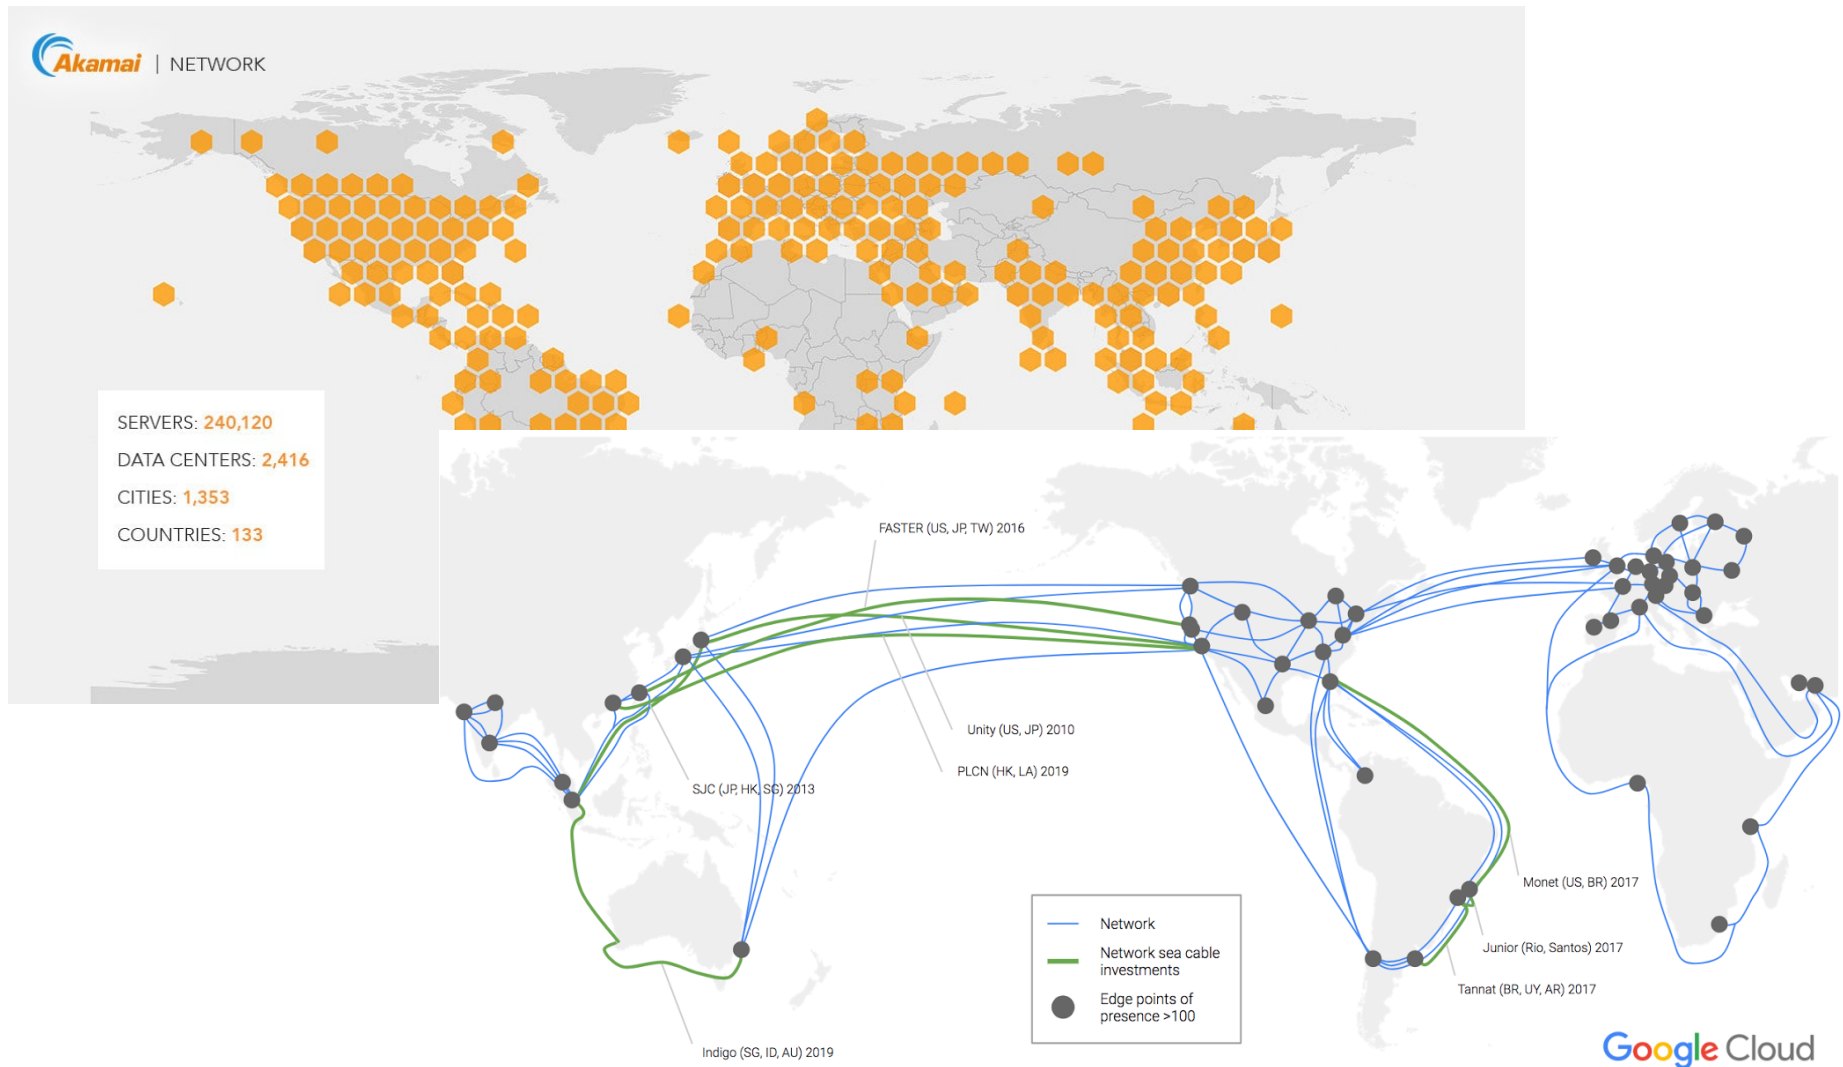 Akamai | NETWORK
SERVERS: 240,120
DATA CENTERS: 2,416
CITIES: 1,353
COUNTRIES: 133
FASTER (US, JP, TW) 2016
Unity (US, JP) 2010
PLCN (HK, LA) 2019
SJC (JP, HK, SG) 2013
Monet (US, BR) 2017
Junior (Rio, Santos) 2017
Tannat (BR, UY, AR) 2017
Indigo (SG, ID, AU) 2019
Network
Network sea cable
investments
Edge points of
presence >100
Google Cloud